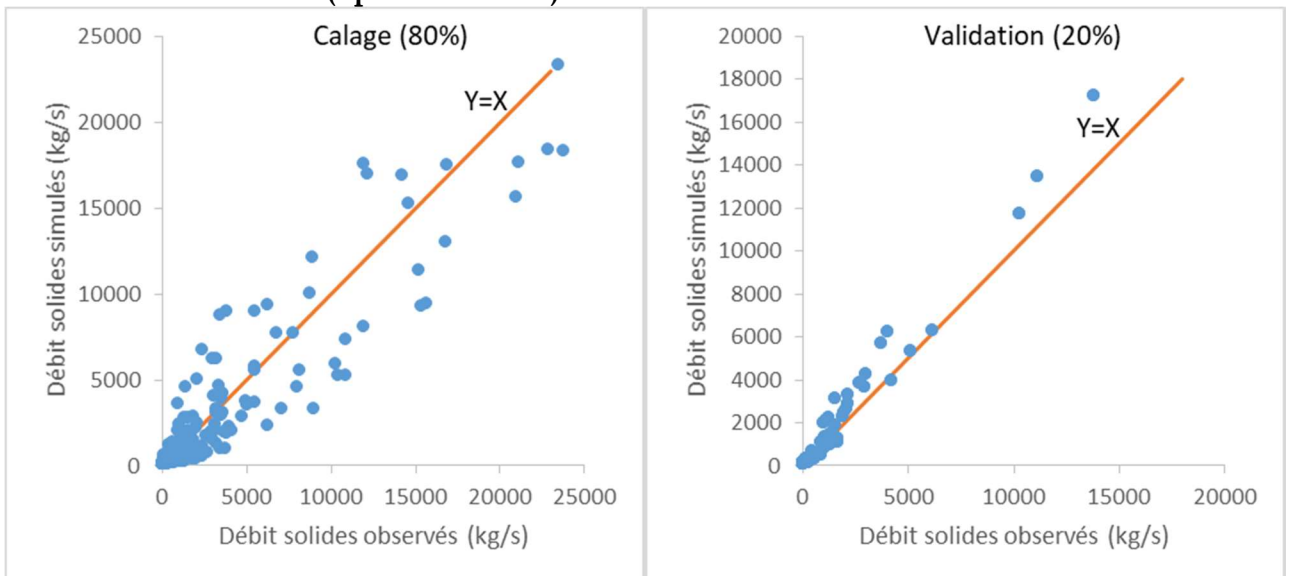 Calage (80%)
Y=X
Débit solides simulés (kg/s)
25000
20000
15000
10000
5000
0
0 5000 10000 15000 20000 25000
Débit solides observés (kg/s)
Validation (20%)
Y=X
Débit solides simulés (kg/s)
20000
18000
16000
14000
12000
10000
8000
6000
4000
2000
0
0 5000 10000 15000 20000
Débit solides observés (kg/s)